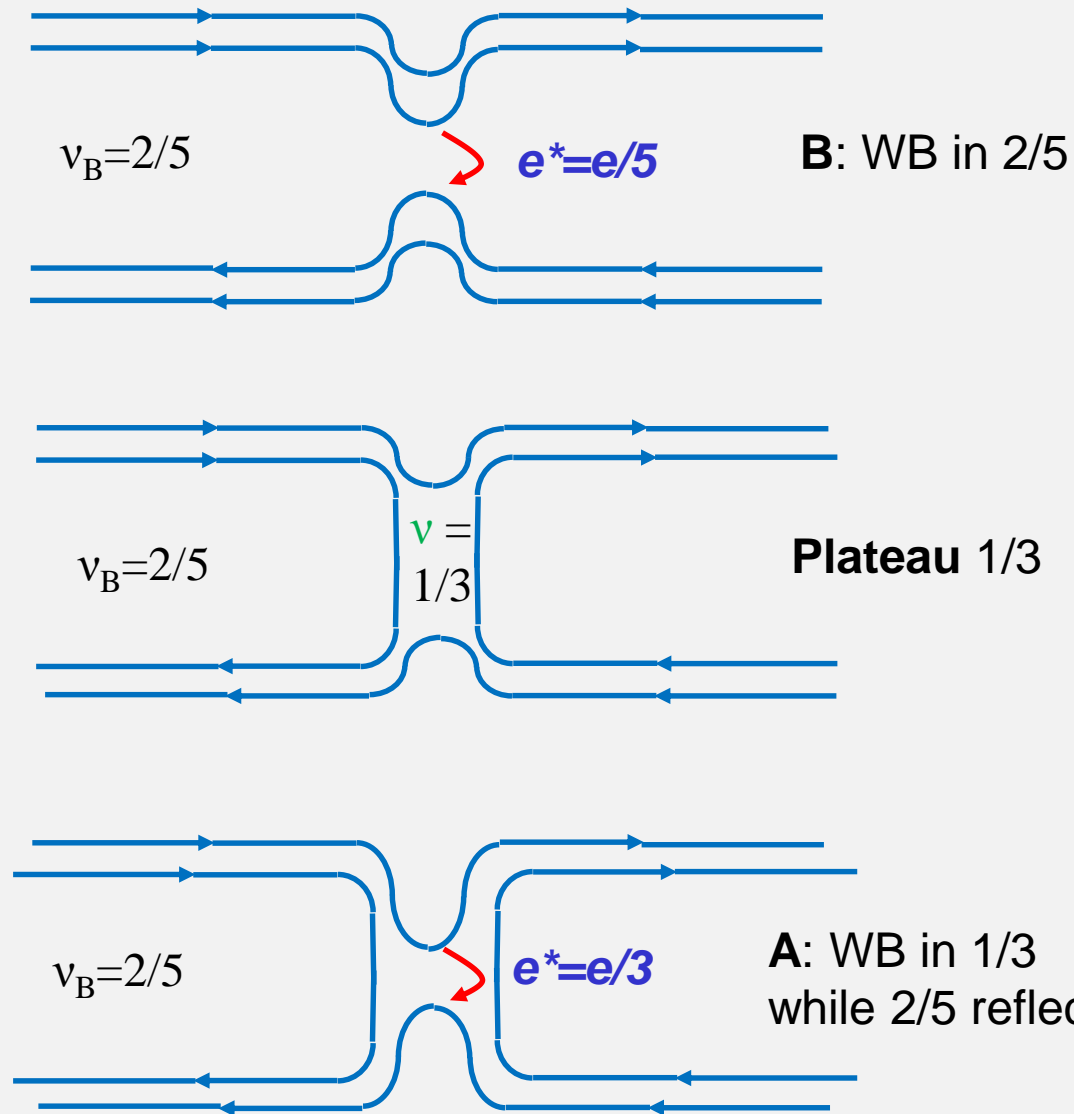 ν_B=2/5
e*=e/5
B: WB in 2/5
ν_B=2/5
ν =
1/3
Plateau 1/3
ν_B=2/5
e*=e/3
A: WB in 1/3
while 2/5 reflec